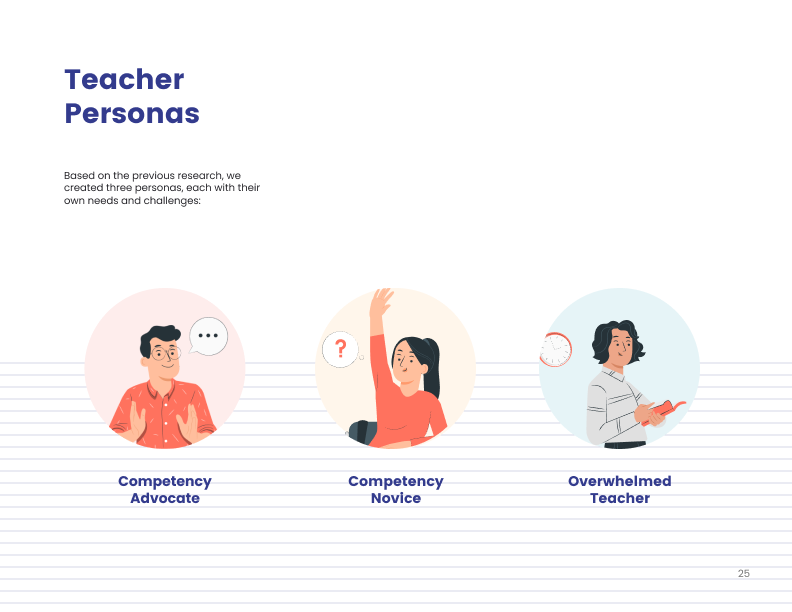 Teacher
Personas
Based on the previous research, we
created three personas, each with their
own needs and challenges:
?
Competency
Advocate
Competency
Novice
Overwhelmed
Teacher
25